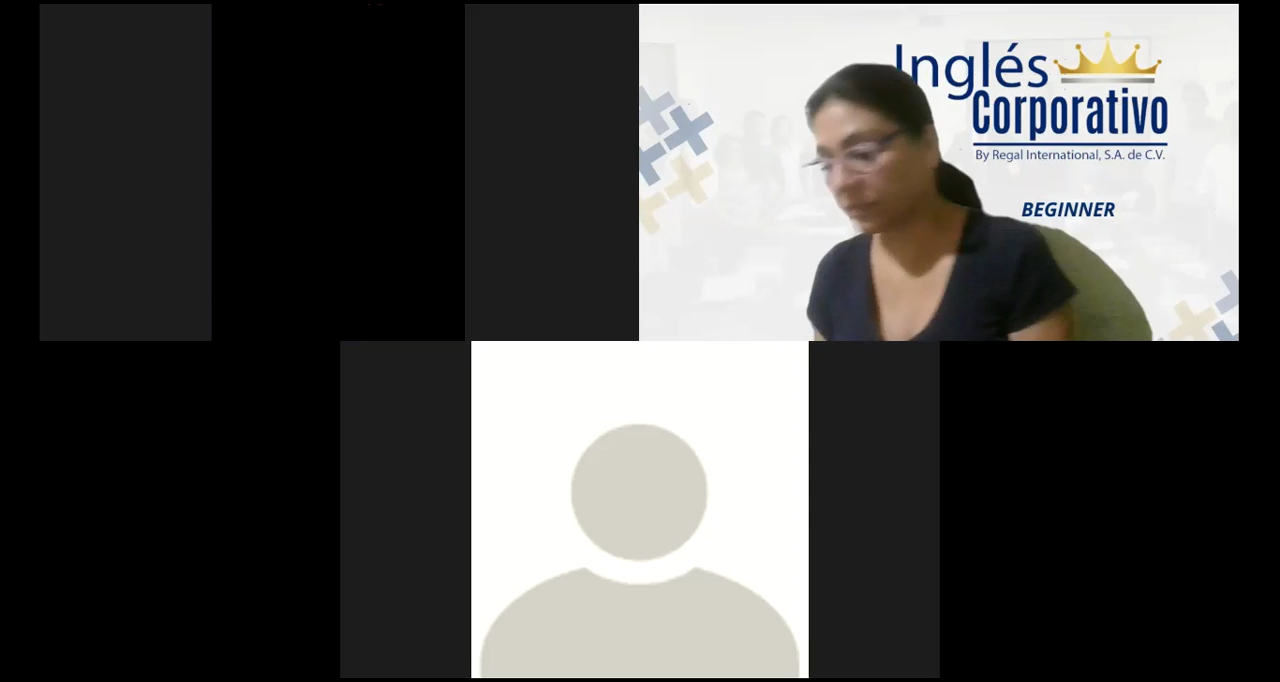 Inglés
Corporativo
By Regal International, S.A. de C.V.
BEGINNER